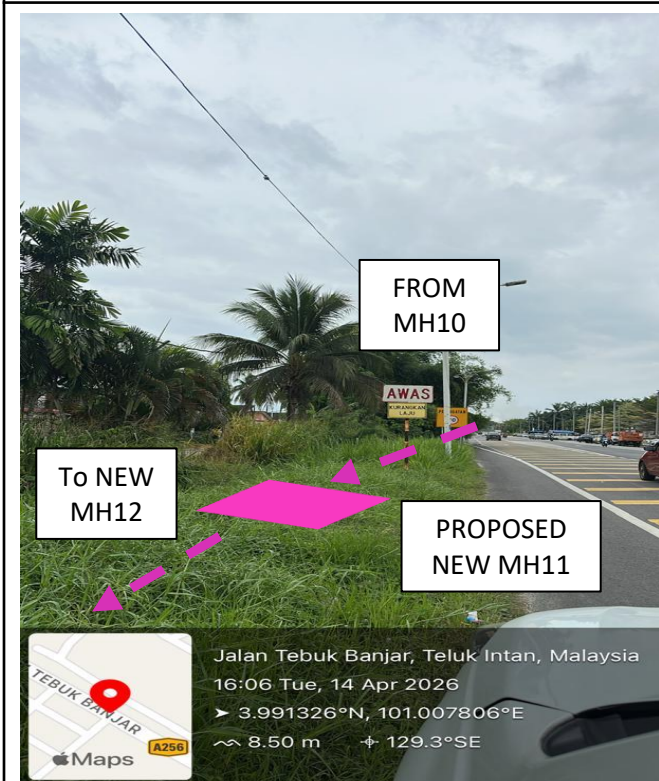 FROM
MH10
AWAS
KURANGKAN
LAJU
To NEW
MH12
PROPOSED
NEW MH11
Jalan Tebuk Banjar, Teluk Intan, Malaysia
16:06 Tue, 14 Apr 2026
3.991326°N, 101.007806°E
8.50 m 129.3°SE
TEBUK BANJAR
A256
Maps